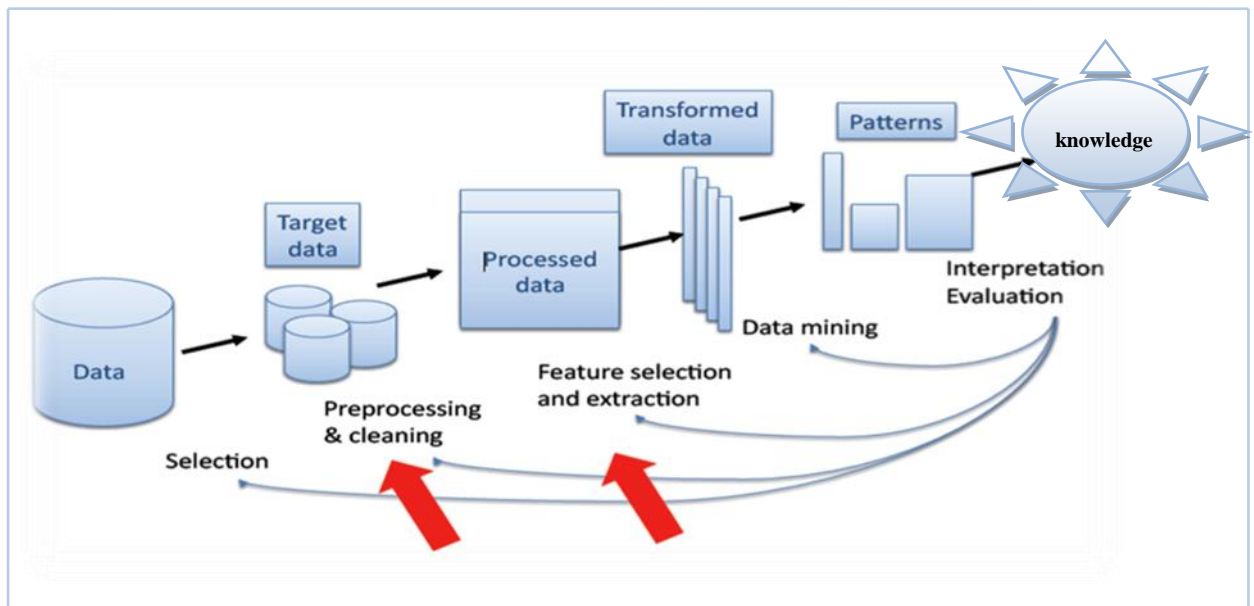 Transformed
data
Patterns
knowledge
Target
data
Processed
data
Data
Interpretation
Evaluation
Data mining
Feature selection
and extraction
Preprocessing
& cleaning
Selection